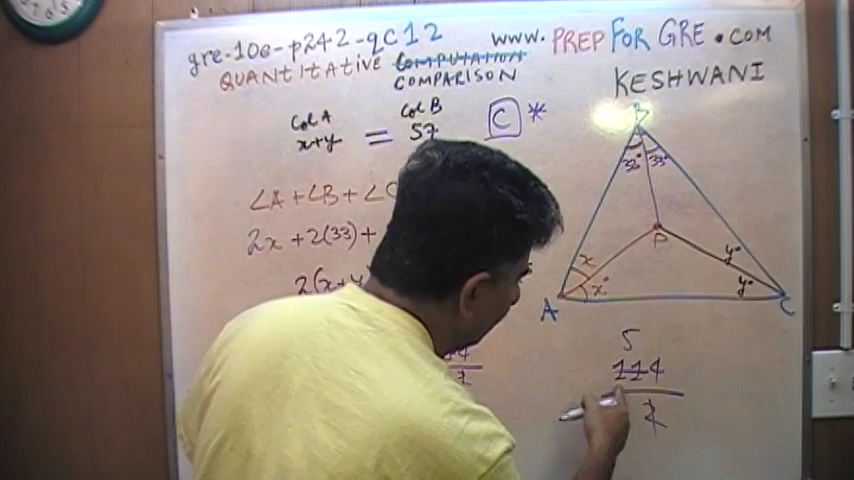 gre-108-p242-qc12
www. PREP FOR GRE . COM
QUANTITATIVE COMPUTATION
COMPARISON
KESHWANI
Col A
Col B
x+y = 57
C *
B
33° 33°
∠A + ∠B + ∠C
2x + 2(33) +
2(x+y
P
x
x°
y°
y°
A
C
5
114
2